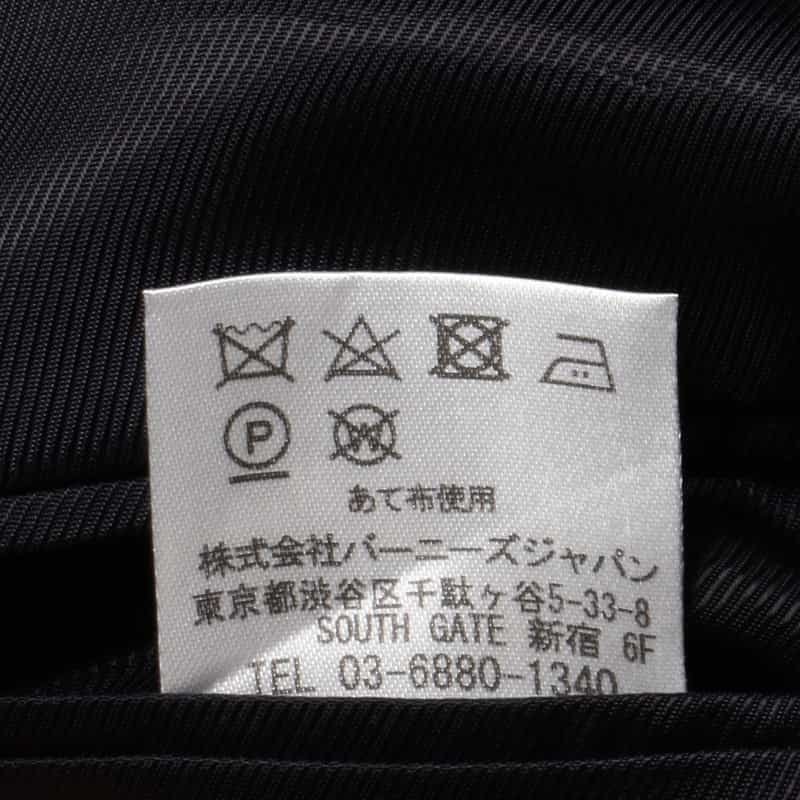 P W
あて布使用
株式会社バーニーズジャパン
東京都渋谷区千駄ヶ谷5-33-8
SOUTH GATE 新宿 6F
TEL 03-6880-1340